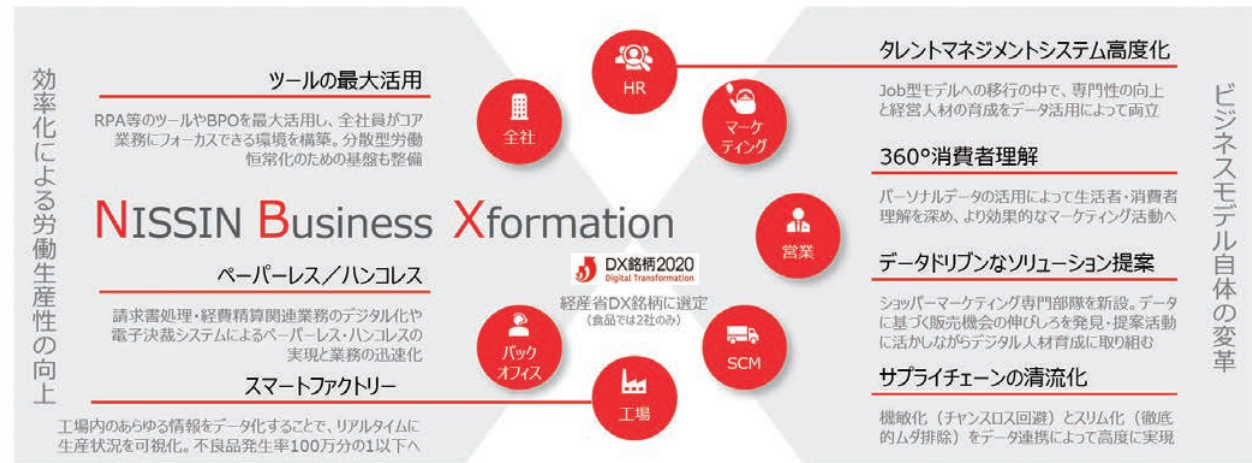 効率化による労働生産性の向上
ツールの最大活用
RPA等のツールやBPOを最大活用し、全社員がコア
業務にフォーカスできる環境を構築。分散型労働
恒常化のための基盤も整備
NISSIN Business Xformation
ペーパーレス／ハンコレス
請求書処理・経費精算関連業務のデジタル化や
電子決裁システムによるペーパーレス・ハンコレスの
実現と業務の迅速化
スマートファクトリー
工場内のあらゆる情報をデータ化することで、リアルタイムに
生産状況を可視化。不良品発生率100万分の1以下へ
HR
全社
マーケ
ティング
営業
DX銘柄2020
Digital Transformation
経産省DX銘柄に選定
(食品では2社のみ)
バック
オフィス
SCM
工場
タレントマネジメントシステム高度化
Job型モデルへの移行の中で、専門性の向上
と経営人材の育成をデータ活用によって両立
360°消費者理解
パーソナルデータの活用によって生活者・消費者
理解を深め、より効果的なマーケティング活動へ
データドリブンなソリューション提案
ショッパーマーケティング専門部隊を新設。データ
に基づく販売機会の伸びしろを発見・提案活動
に活かしながらデジタル人材育成に取り組む
サプライチェーンの清流化
機敏化（チャンスロス回避）とスリム化（徹底
的ムダ排除）をデータ連携によって高度に実現
ビジネスモデル自体の変革